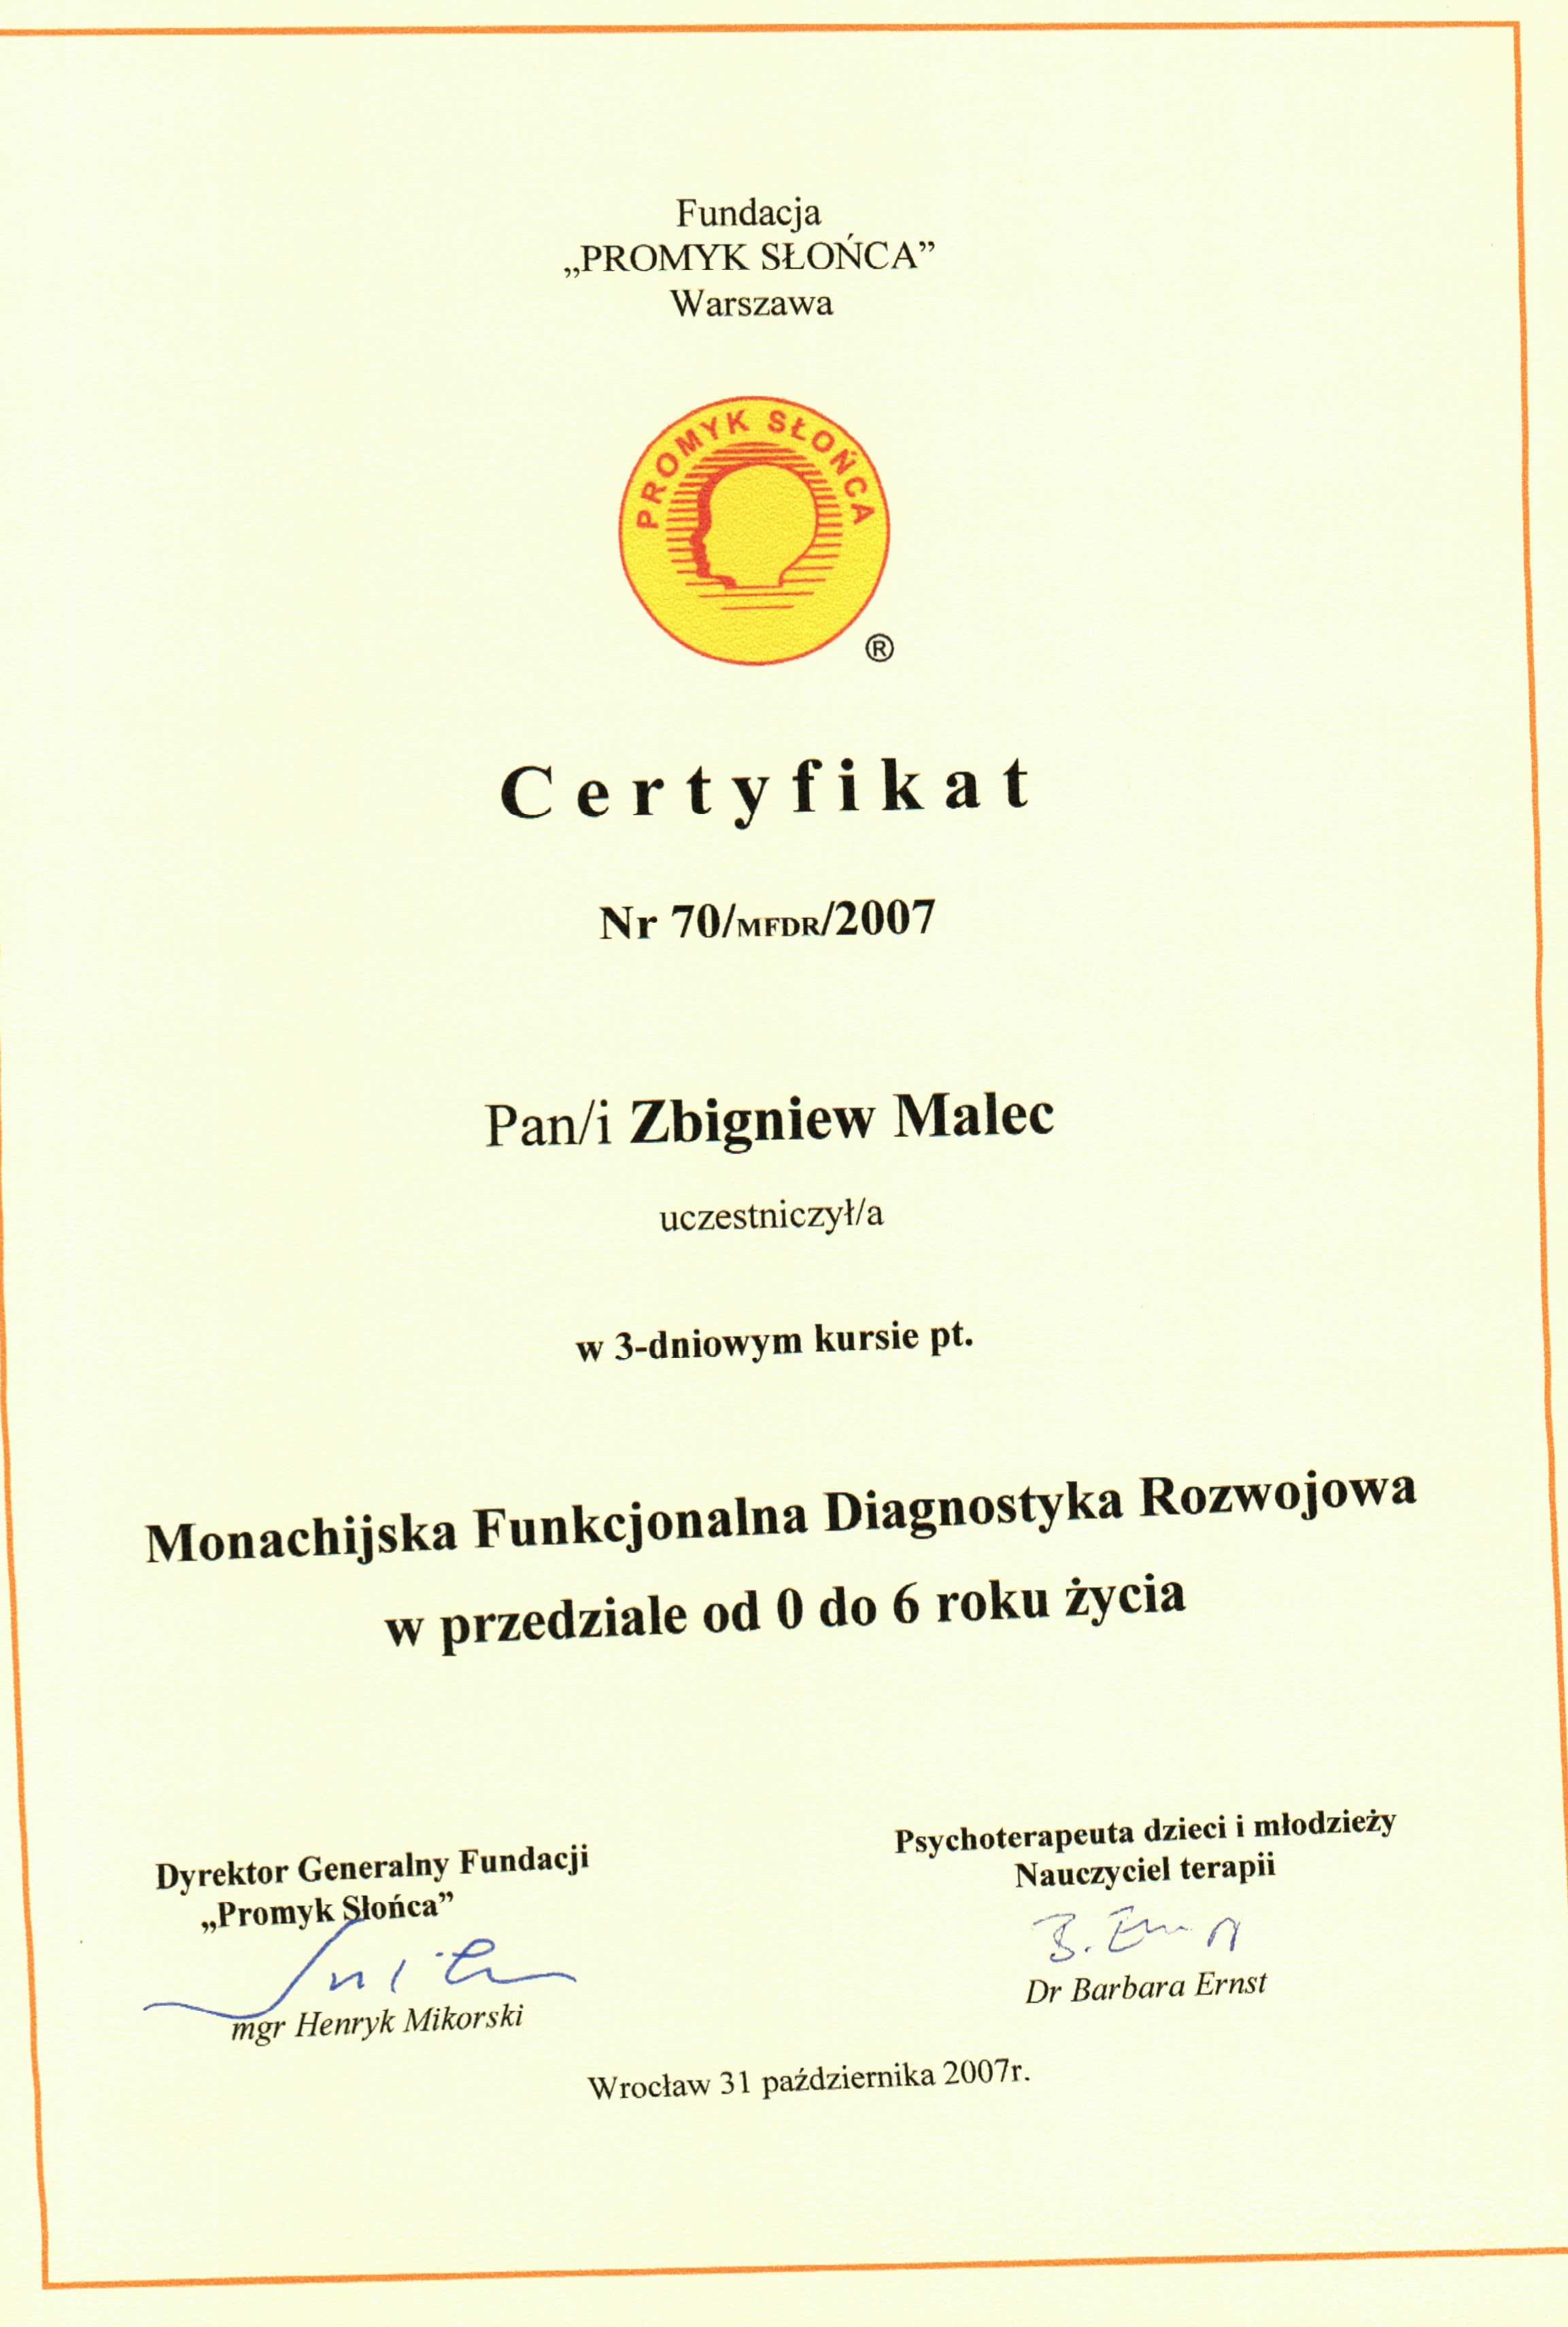 Fundacja
„PROMYK SŁOŃCA”
Warszawa
PROMYK SŁOŃCA
®
Certyfikat
Nr 70/MFDR/2007
Pan/i Zbigniew Malec
uczestniczył/a
w 3-dniowym kursie pt.
Monachijska Funkcjonalna Diagnostyka Rozwojowa
w przedziale od 0 do 6 roku życia
Dyrektor Generalny Fundacji
„Promyk Słońca”
mgr Henryk Mikorski
Psychoterapeuta dzieci i młodzieży
Nauczyciel terapii
B. Ernst
Dr Barbara Ernst
Wrocław 31 października 2007r.